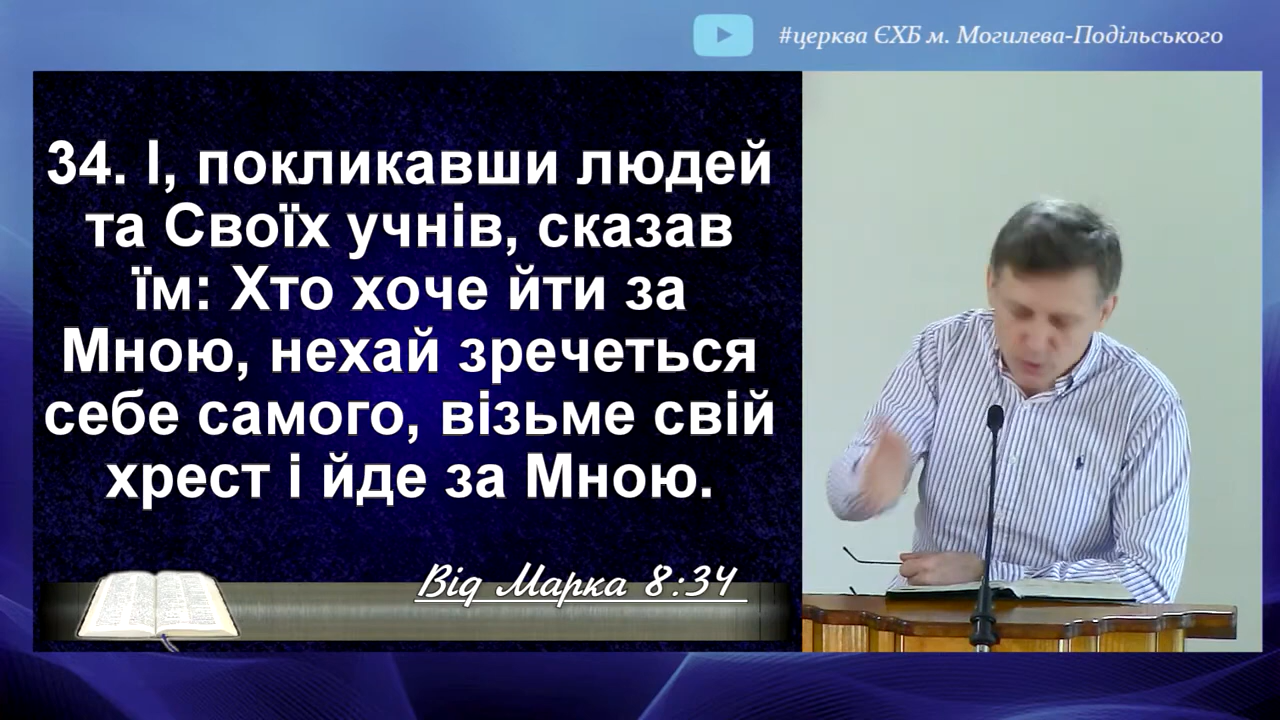 #церква ЄХБ м. Могилева-Подільського
34. І, покликавши людей
та Своїх учнів, сказав
їм: Хто хоче йти за
Мною, нехай зречеться
себе самого, візьме свій
хрест і йде за Мною.
Від Марка 8:34